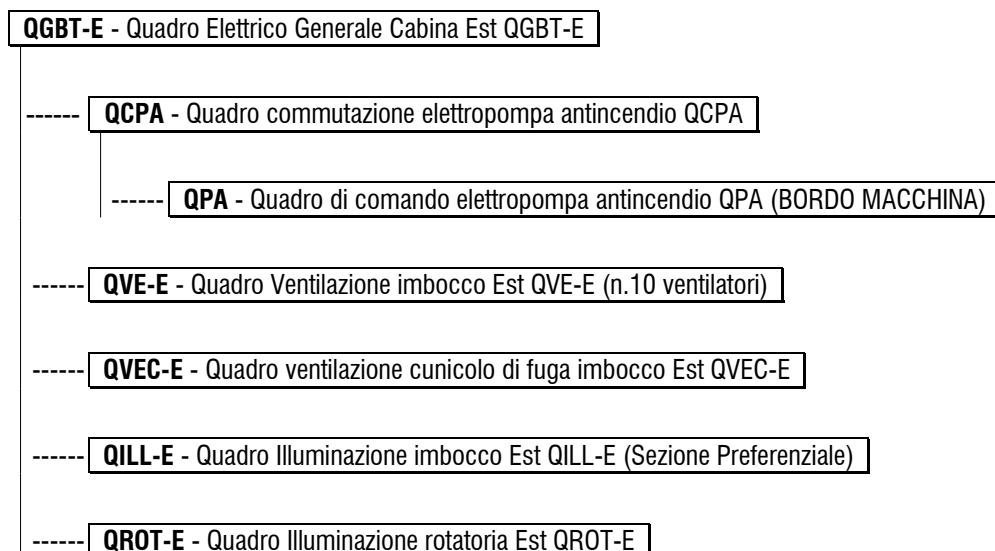 QGBT-E - Quadro Elettrico Generale Cabina Est QGBT-E
------ QCPA - Quadro commutazione elettropompa antincendio QCPA
------ QPA - Quadro di comando elettropompa antincendio QPA (BORDO MACCHINA)
------ QVE-E - Quadro Ventilazione imbocco Est QVE-E (n.10 ventilatori)
------ QVEC-E - Quadro ventilazione cunicolo di fuga imbocco Est QVEC-E
------ QILL-E - Quadro Illuminazione imbocco Est QILL-E (Sezione Preferenziale)
------ QROT-E - Quadro Illuminazione rotatoria Est QROT-E